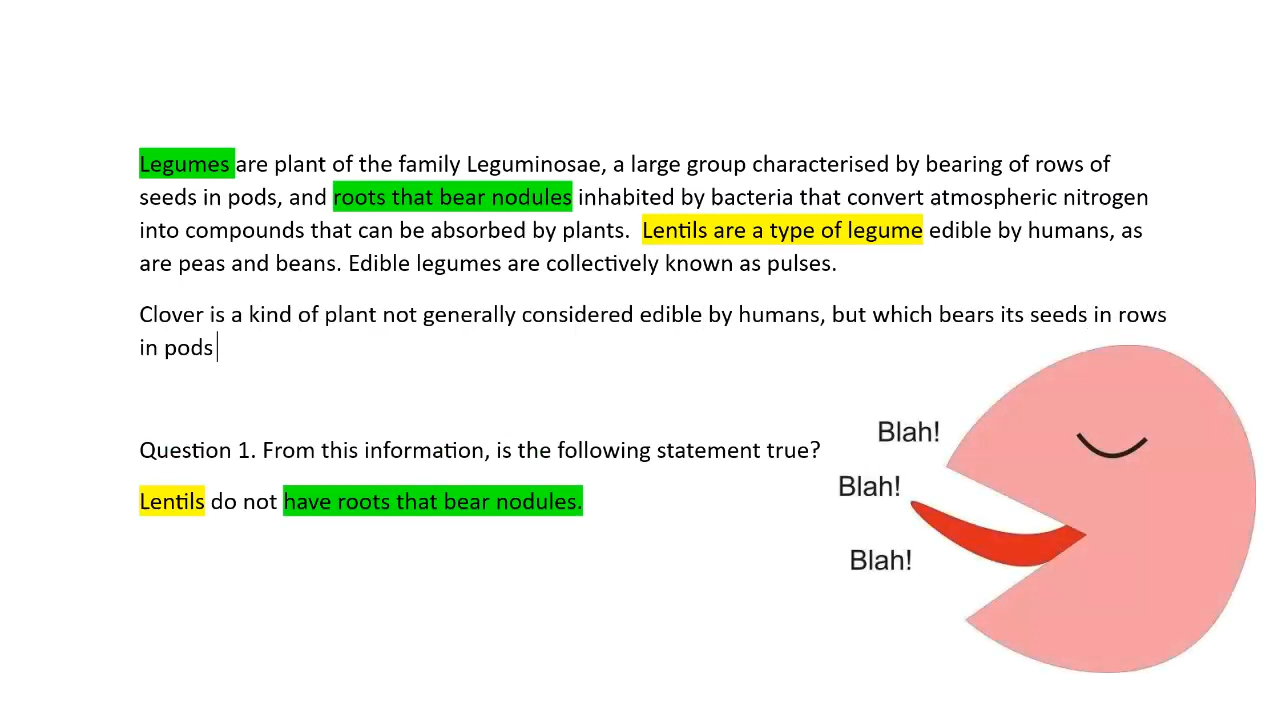 Legumes are plant of the family Leguminosae, a large group characterised by bearing of rows of
seeds in pods, and roots that bear nodules inhabited by bacteria that convert atmospheric nitrogen
into compounds that can be absorbed by plants. Lentils are a type of legume edible by humans, as
are peas and beans. Edible legumes are collectively known as pulses.
Clover is a kind of plant not generally considered edible by humans, but which bears its seeds in rows
in pods
Question 1. From this information, is the following statement true?
Lentils do not have roots that bear nodules.
Blah!
Blah!
Blah!